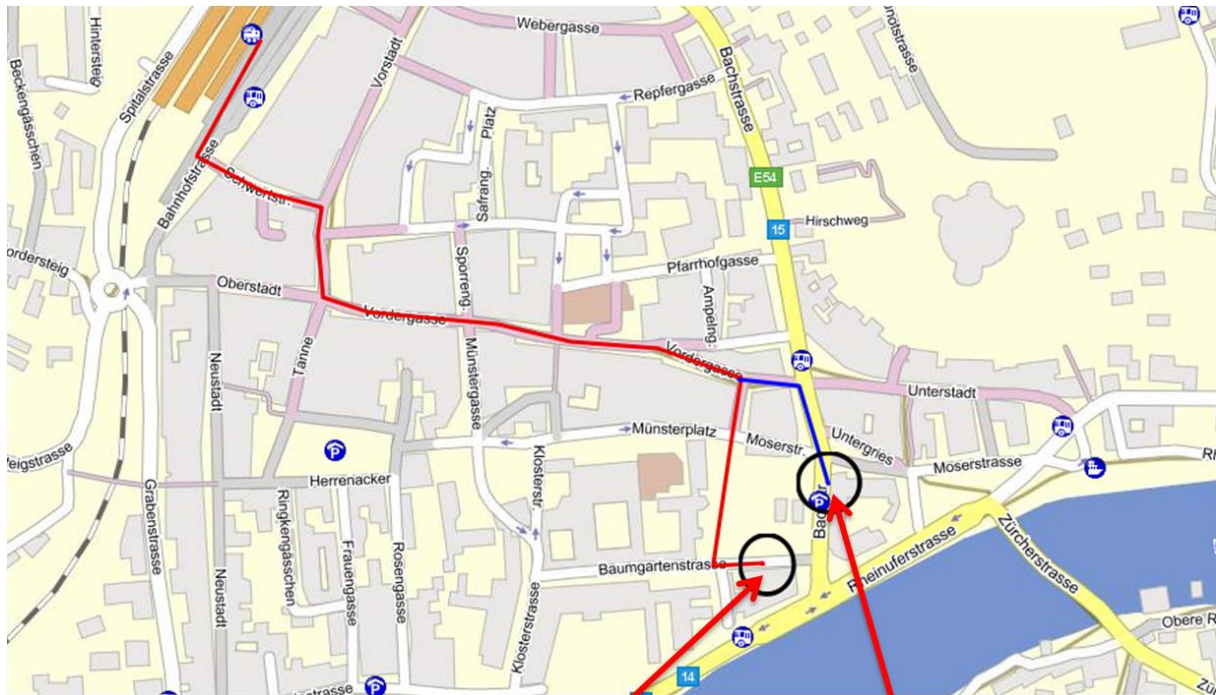 Hintersteig
Beckengässchen
Spitalstrasse
Bahnhofstrasse
Vorstadt
Webergasse
Bachstrasse
Repfergasse
Platz
Safrang.
Schwertstr.
E54
15
Hirschweg
Pfarrhofgasse
Ampelng.
Sporreng.
Oberstadt
Vordergasse
Vordergasse
Tanne
Neustadt
Münstergasse
Unterstadt
Münsterplatz
Moserstr.
Untergries
Moserstrasse
P
Herrenacker
Klosterstr.
Grabenstrasse
Ringkengässchen
Frauengasse
Rosengasse
Neustadt
P
Baumgartenstrasse
Klosterstrasse
Rheinuferstrasse
Zürcherstrasse
14
P